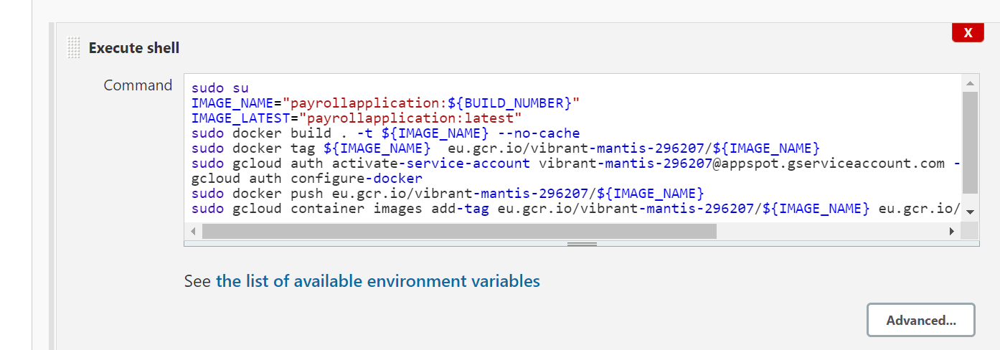 X
Execute shell
Command
sudo su
IMAGE_NAME="payrollapplication:${BUILD_NUMBER}"
IMAGE_LATEST="payrollapplication:latest"
sudo docker build . -t ${IMAGE_NAME} --no-cache
sudo docker tag ${IMAGE_NAME}  eu.gcr.io/vibrant-mantis-296207/${IMAGE_NAME}
sudo gcloud auth activate-service-account vibrant-mantis-296207@appspot.gserviceaccount.com -
gcloud auth configure-docker
sudo docker push eu.gcr.io/vibrant-mantis-296207/${IMAGE_NAME}
sudo gcloud container images add-tag eu.gcr.io/vibrant-mantis-296207/${IMAGE_NAME} eu.gcr.io/
See the list of available environment variables
Advanced...